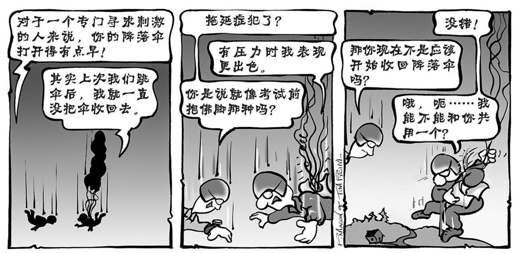 对于一个专门寻求刺激
的人来说，你的降落伞
打开得有点早！
其实上次我们跳
伞后，我就一直
没把伞收回去。
拖延症犯了？
有压力时我表现
更出色。
你是说就像考试前
抱佛脚那种吗？
没错！
那你现在不是应该
开始收回降落伞
吗？
哦，呃……我
能不能和你共
用一个？